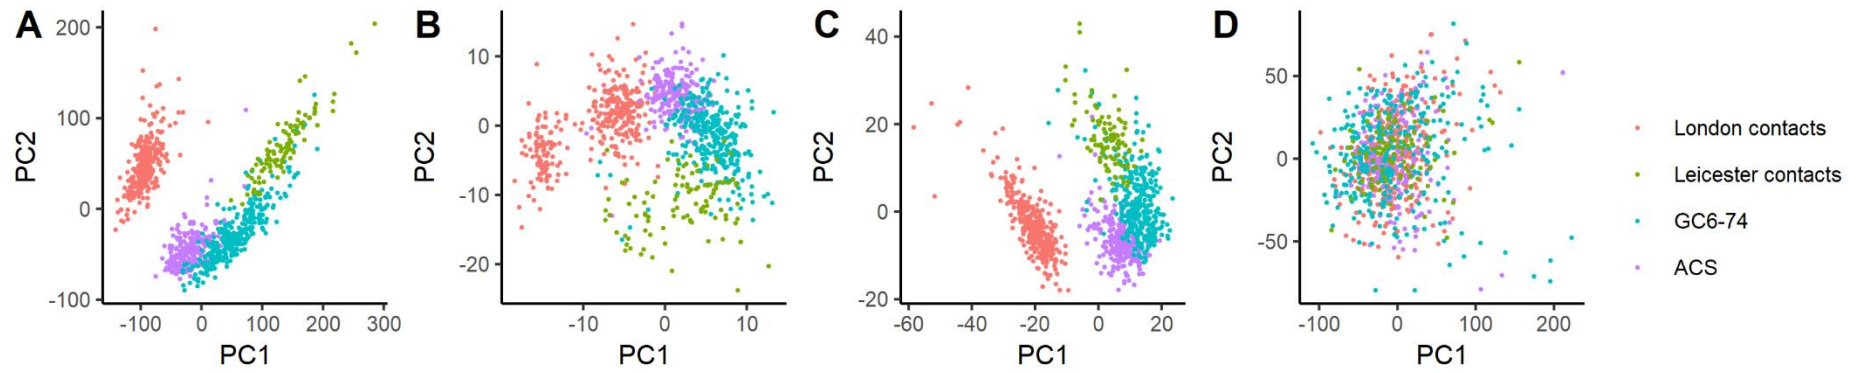 A
PC2
200
100
0
-100
-100 0 100 200 300
PC1
B
PC2
10
0
-10
-20
-10 0 10
PC1
C
PC2
40
20
0
-20
-60 -40 -20 0 20
PC1
D
PC2
50
0
-50
-100 0 100 200
PC1
London contacts
Leicester contacts
GC6-74
ACS